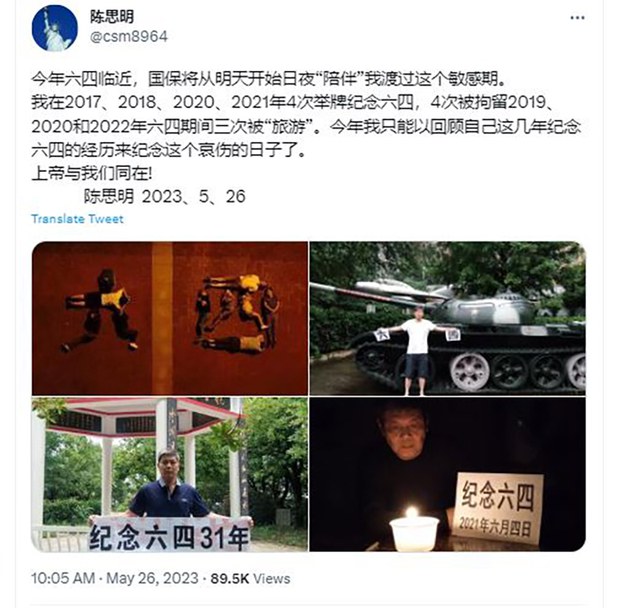 陈思明
@csm8964
今年六四临近，国保将从明天开始日夜“陪伴”我渡过这个敏感期。
我在2017、2018、2020、2021年4次举牌纪念六四，4次被拘留2019、
2020和2022年六四期间三次被“旅游”。今年我只能以回顾自己这几年纪念
六四的经历来纪念这个哀伤的日子了。
上帝与我们同在!
陈思明 2023、5、26
Translate Tweet
六四
六 四
纪念六四31年
纪念六四
2021年六月四日
10:05 AM · May 26, 2023 · 89.5K Views